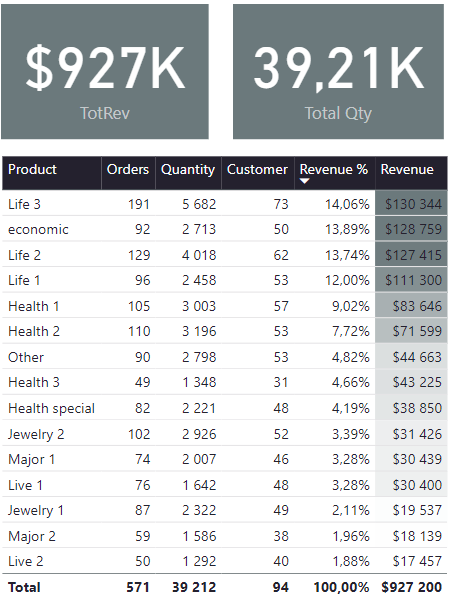 $927K
TotRev
39,21K
Total Qty
Product Orders Quantity Customer Revenue % Revenue
Life 3 191 5 682 73 14,06% $130 344
economic 92 2 713 50 13,89% $128 759
Life 2 129 4 018 62 13,74% $127 415
Life 1 96 2 458 53 12,00% $111 300
Health 1 105 3 003 57 9,02% $83 646
Health 2 110 3 196 53 7,72% $71 599
Other 90 2 798 53 4,82% $44 663
Health 3 49 1 348 31 4,66% $43 225
Health special 82 2 221 48 4,19% $38 850
Jewelry 2 102 2 926 52 3,39% $31 426
Major 1 74 2 007 46 3,28% $30 439
Live 1 76 1 642 48 3,28% $30 400
Jewelry 1 87 2 322 49 2,11% $19 537
Major 2 59 1 586 38 1,96% $18 139
Live 2 50 1 292 40 1,88% $17 457
Total 571 39 212 94 100,00% $927 200